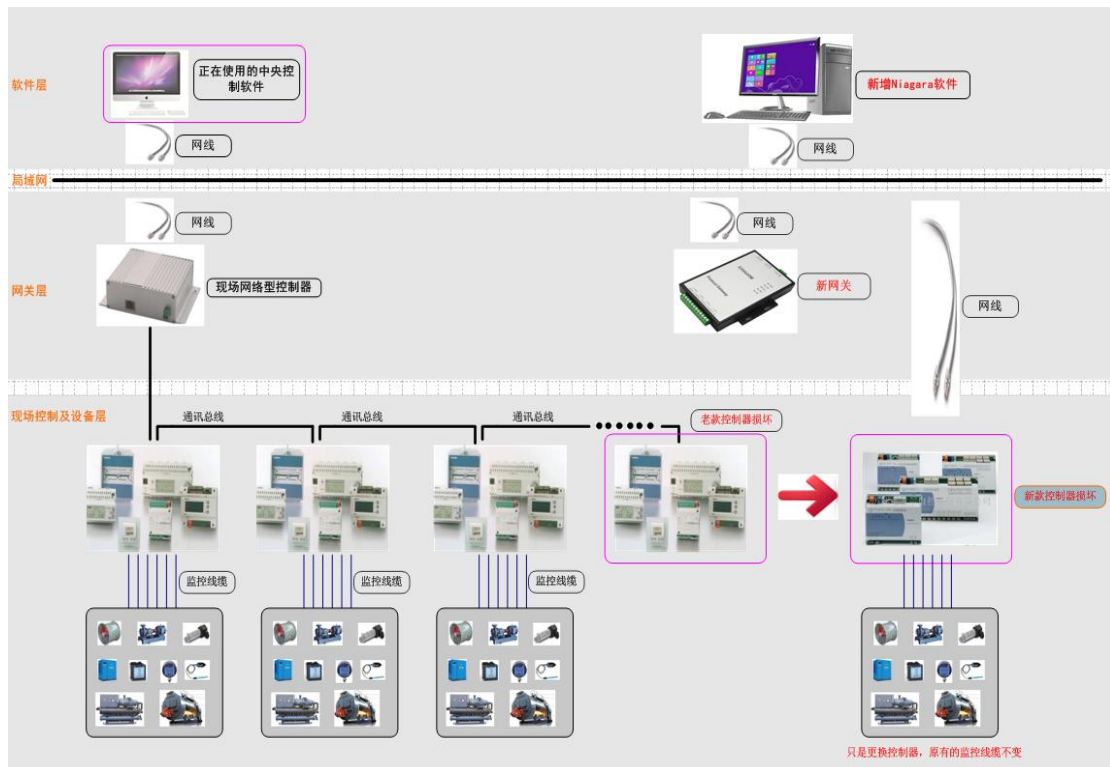 软件层
正在使用的中央控
制软件
新增Niagara软件
网线
网线
局域网
网线
网线
网关层
现场网络型控制器
新网关
网线
现场控制及设备层
通讯总线
通讯总线
通讯总线
老款控制器损坏
新款控制器损坏
监控线缆
监控线缆
监控线缆
只是更换控制器，原有的监控线缆不变